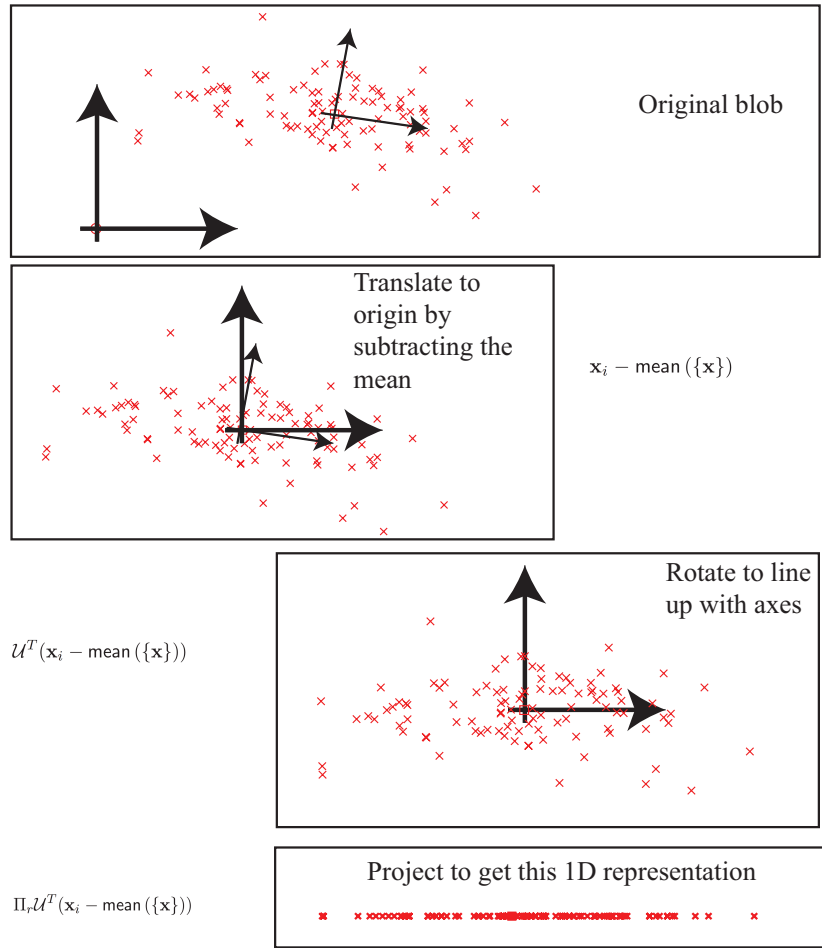 Original blob
Translate to
origin by
subtracting the
mean
𝐱ᵢ − mean ({𝐱})
Rotate to line
up with axes
𝒰ᵀ(𝐱ᵢ − mean ({𝐱}))
Project to get this 1D representation
Πᵣ𝒰ᵀ(𝐱ᵢ − mean ({𝐱}))